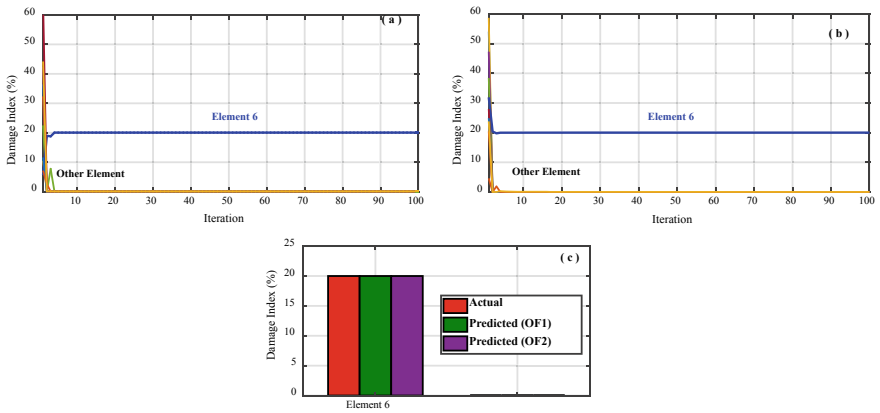 ( a )
60
50
40
30
20
10
0
Damage Index (%)
Element 6
Other Element
10 20 30 40 50 60 70 80 90 100
Iteration
( b )
60
50
40
30
20
10
0
Damage Index (%)
Element 6
Other Element
10 20 30 40 50 60 70 80 90 100
Iteration
( c )
25
20
15
10
5
0
Damage Index (%)
Actual
Predicted (OF1)
Predicted (OF2)
Element 6